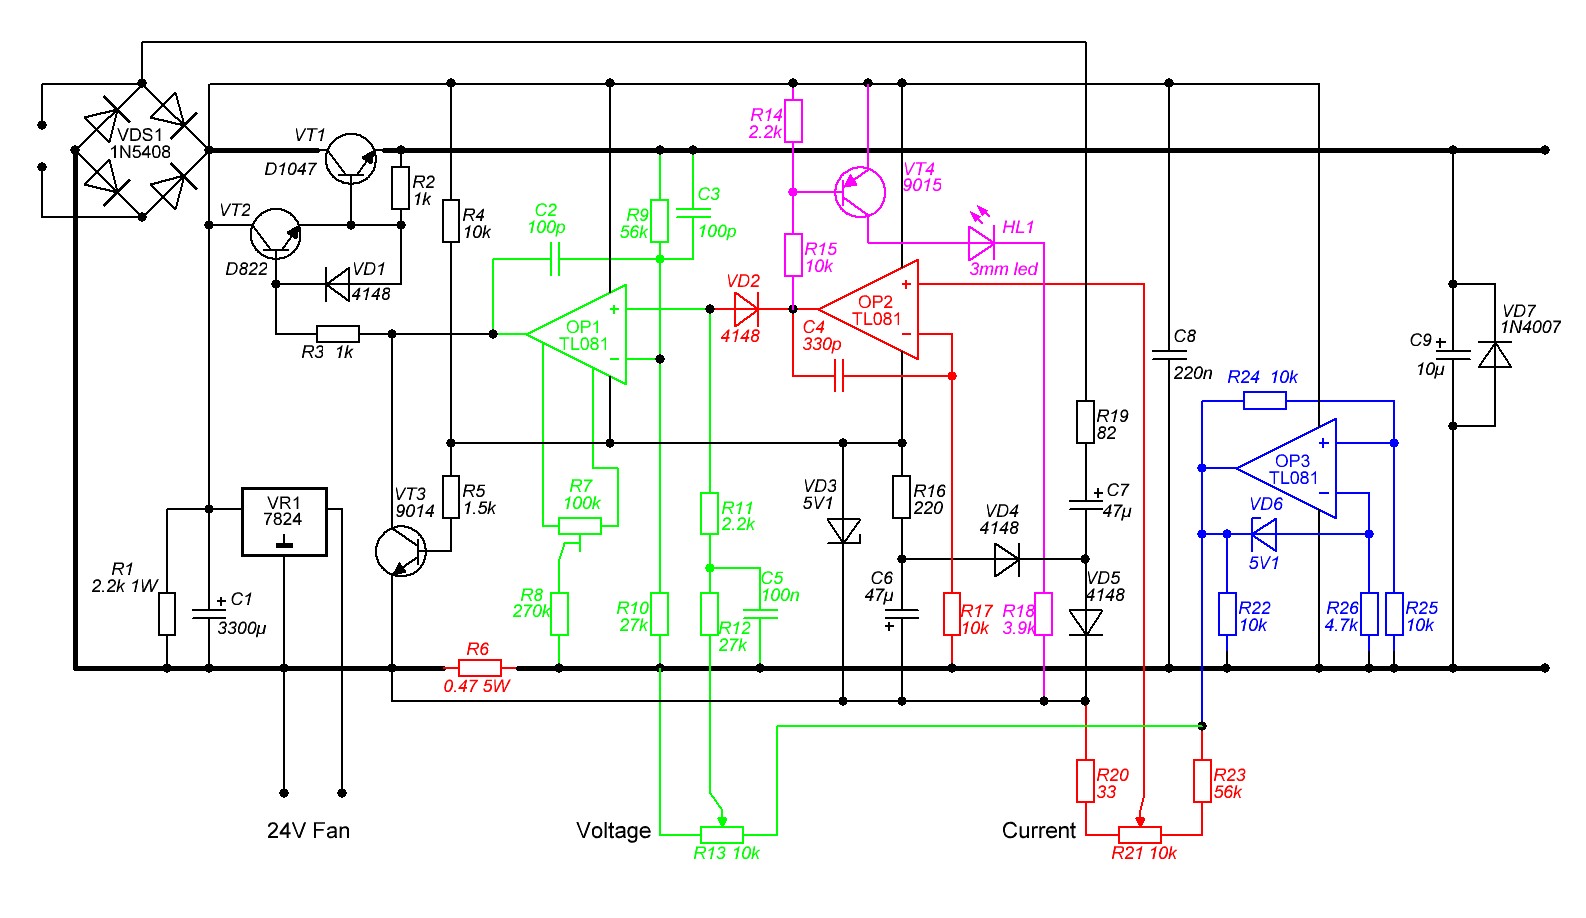 VDS1
1N5408
VT1
D1047
R2
1k
VT2
D822
VD1
4148
R3 1k
R4
10k
C2
100p
R9
56k
C3
100p
R14
2.2k
VT4
9015
R15
10k
HL1
3mm led
VD2
4148
OP1
TL081
+
−
OP2
TL081
+
−
C4
330p
C8
220n
C9
+
10µ
VD7
1N4007
R24 10k
OP3
TL081
+
−
VD6
5V1
R19
82
VR1
7824
VT3
9014
R5
1.5k
R7
100k
R11
2.2k
VD3
5V1
R16
220
VD4
4148
+
C7
47µ
R1
2.2k 1W
+
C1
3300µ
R8
270k
R10
27k
R12
27k
C5
100n
C6
47µ
+
R17
10k
R18
3.9k
VD5
4148
R22
10k
R26
4.7k
R25
10k
R6
0.47 5W
R20
33
R23
56k
24V Fan
Voltage
R13 10k
Current
R21 10k